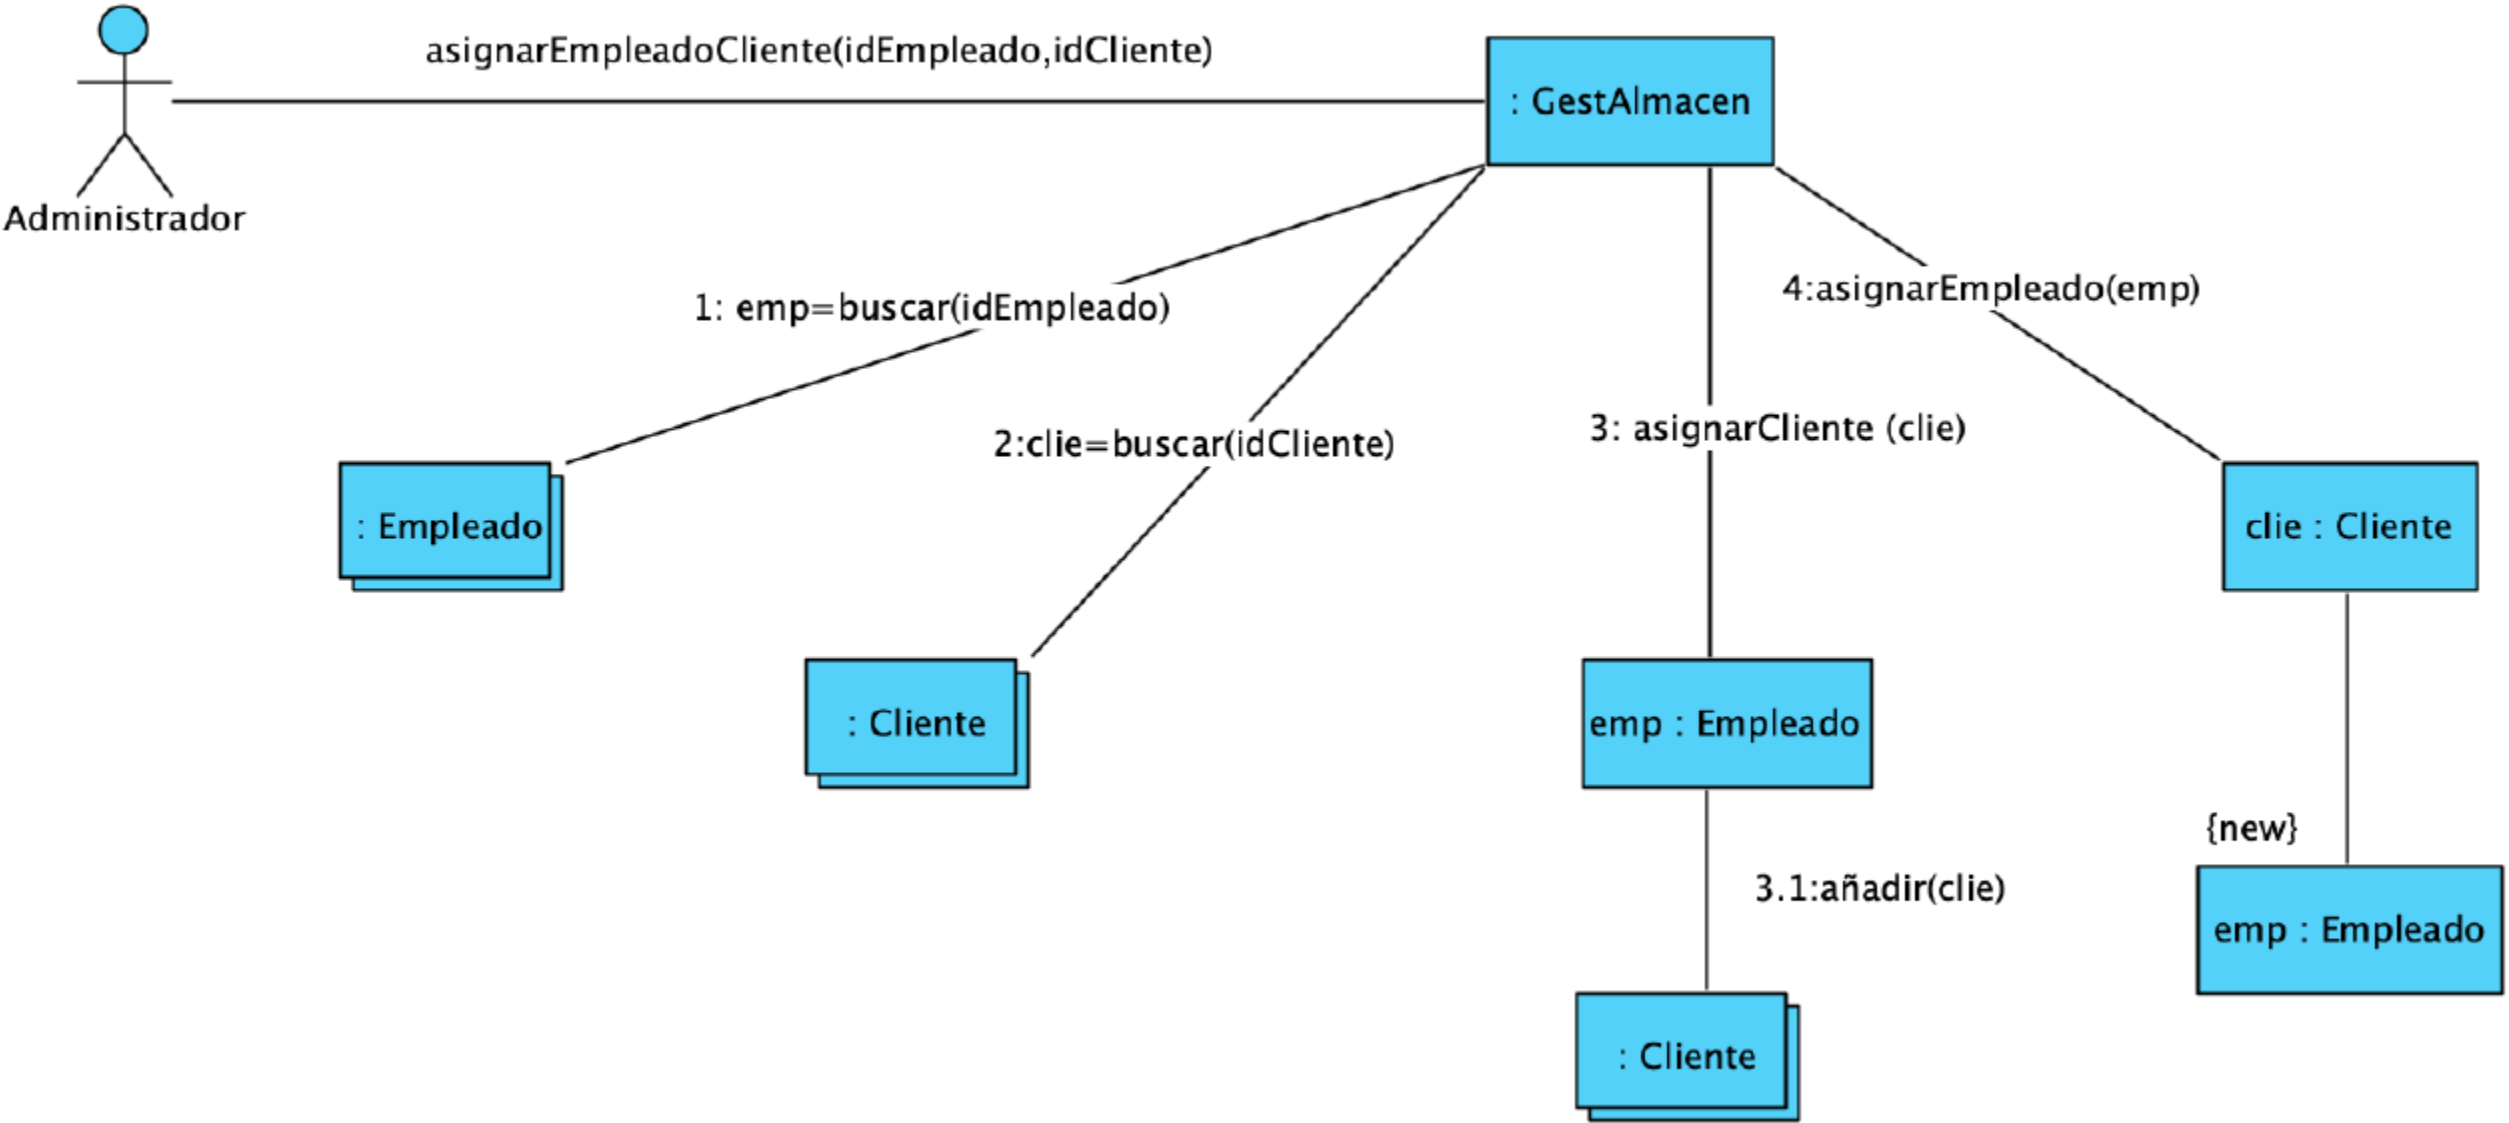 asignarEmpleadoCliente(idEmpleado,idCliente)
: GestAlmacen
Administrador
1: emp=buscar(idEmpleado)
4:asignarEmpleado(emp)
2:clie=buscar(idCliente)
3: asignarCliente (clie)
: Empleado
clie : Cliente
: Cliente
emp : Empleado
{new}
3.1:añadir(clie)
emp : Empleado
: Cliente